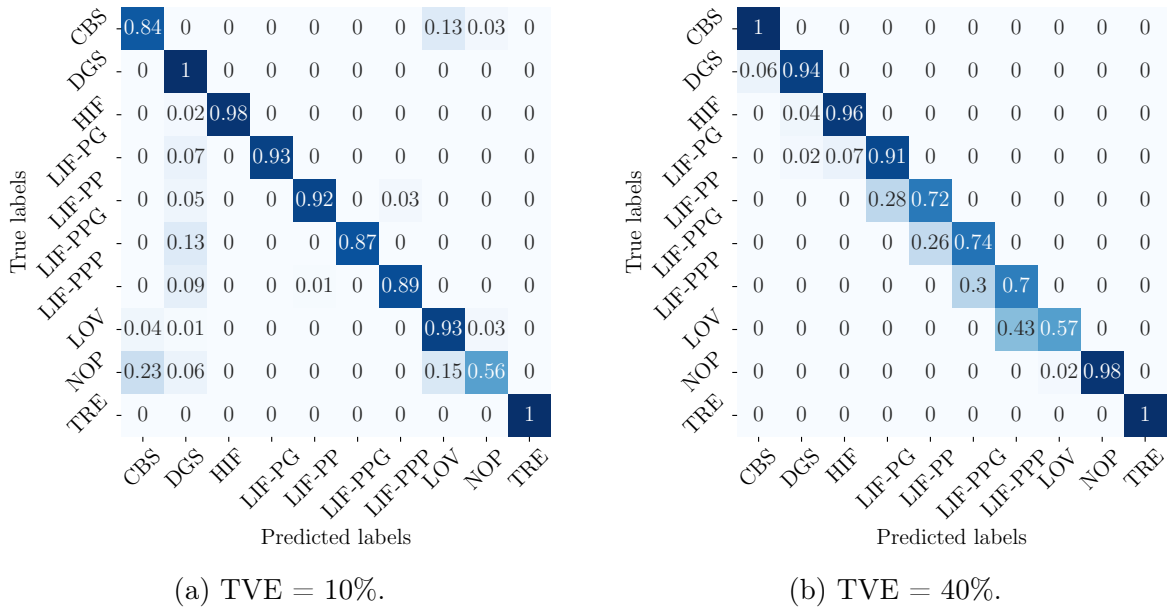 CBS 0.84 0 0 0 0 0 0 0.13 0.03 0
DGS 0 1 0 0 0 0 0 0 0 0
HIF 0 0.02 0.98 0 0 0 0 0 0 0
LIF-PG 0 0.07 0 0.93 0 0 0 0 0 0
LIF-PP 0 0.05 0 0 0.92 0 0.03 0 0 0
LIF-PPG 0 0.13 0 0 0 0.87 0 0 0 0
LIF-PPP 0 0.09 0 0 0.01 0 0.89 0 0 0
LOV 0.04 0.01 0 0 0 0 0 0.93 0.03 0
NOP 0.23 0.06 0 0 0 0 0 0.15 0.56 0
TRE 0 0 0 0 0 0 0 0 0 1
True labels
CBS DGS HIF LIF-PG LIF-PP LIF-PPG LIF-PPP LOV NOP TRE
Predicted labels
(a) TVE = 10%.
CBS 1 0 0 0 0 0 0 0 0 0
DGS 0.06 0.94 0 0 0 0 0 0 0 0
HIF 0 0.04 0.96 0 0 0 0 0 0 0
LIF-PG 0 0.02 0.07 0.91 0 0 0 0 0 0
LIF-PP 0 0 0 0.28 0.72 0 0 0 0 0
LIF-PPG 0 0 0 0 0.26 0.74 0 0 0 0
LIF-PPP 0 0 0 0 0 0.3 0.7 0 0 0
LOV 0 0 0 0 0 0 0.43 0.57 0 0
NOP 0 0 0 0 0 0 0 0.02 0.98 0
TRE 0 0 0 0 0 0 0 0 0 1
True labels
CBS DGS HIF LIF-PG LIF-PP LIF-PPG LIF-PPP LOV NOP TRE
Predicted labels
(b) TVE = 40%.